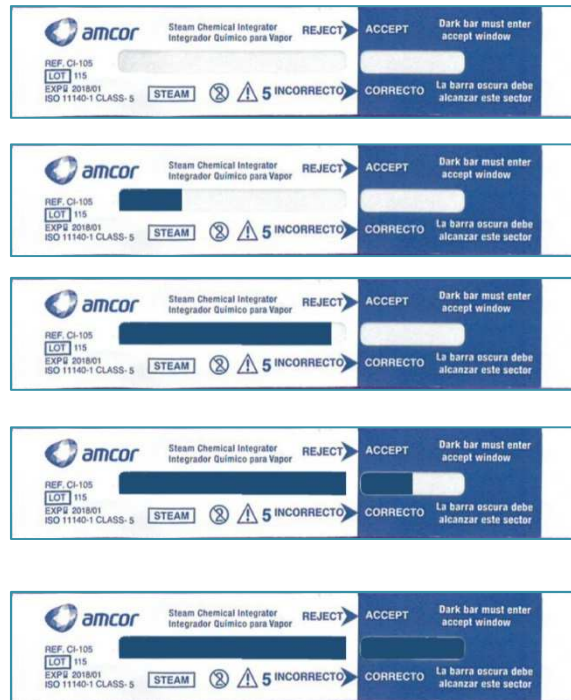 amcor
Steam Chemical Integrator
Integrador Químico para Vapor
REJECT
ACCEPT
Dark bar must enter
accept window
REF. CI-105
LOT 115
EXP 2018/01
ISO 11140-1 CLASS- 5
STEAM
2
5 INCORRECTO
CORRECTO
La barra oscura debe
alcanzar este sector
amcor
Steam Chemical Integrator
Integrador Químico para Vapor
REJECT
ACCEPT
Dark bar must enter
accept window
REF. CI-105
LOT 115
EXP 2018/01
ISO 11140-1 CLASS- 5
STEAM
2
5 INCORRECTO
CORRECTO
La barra oscura debe
alcanzar este sector
amcor
Steam Chemical Integrator
Integrador Químico para Vapor
REJECT
ACCEPT
Dark bar must enter
accept window
REF. CI-105
LOT 115
EXP 2018/01
ISO 11140-1 CLASS- 5
STEAM
2
5 INCORRECTO
CORRECTO
La barra oscura debe
alcanzar este sector
amcor
Steam Chemical Integrator
Integrador Químico para Vapor
REJECT
ACCEPT
Dark bar must enter
accept window
REF. CI-105
LOT 115
EXP 2018/01
ISO 11140-1 CLASS- 5
STEAM
2
5 INCORRECTO
CORRECTO
La barra oscura debe
alcanzar este sector
amcor
Steam Chemical Integrator
Integrador Químico para Vapor
REJECT
ACCEPT
Dark bar must enter
accept window
REF. CI-105
LOT 115
EXP 2018/01
ISO 11140-1 CLASS- 5
STEAM
2
5 INCORRECTO
CORRECTO
La barra oscura debe
alcanzar este sector